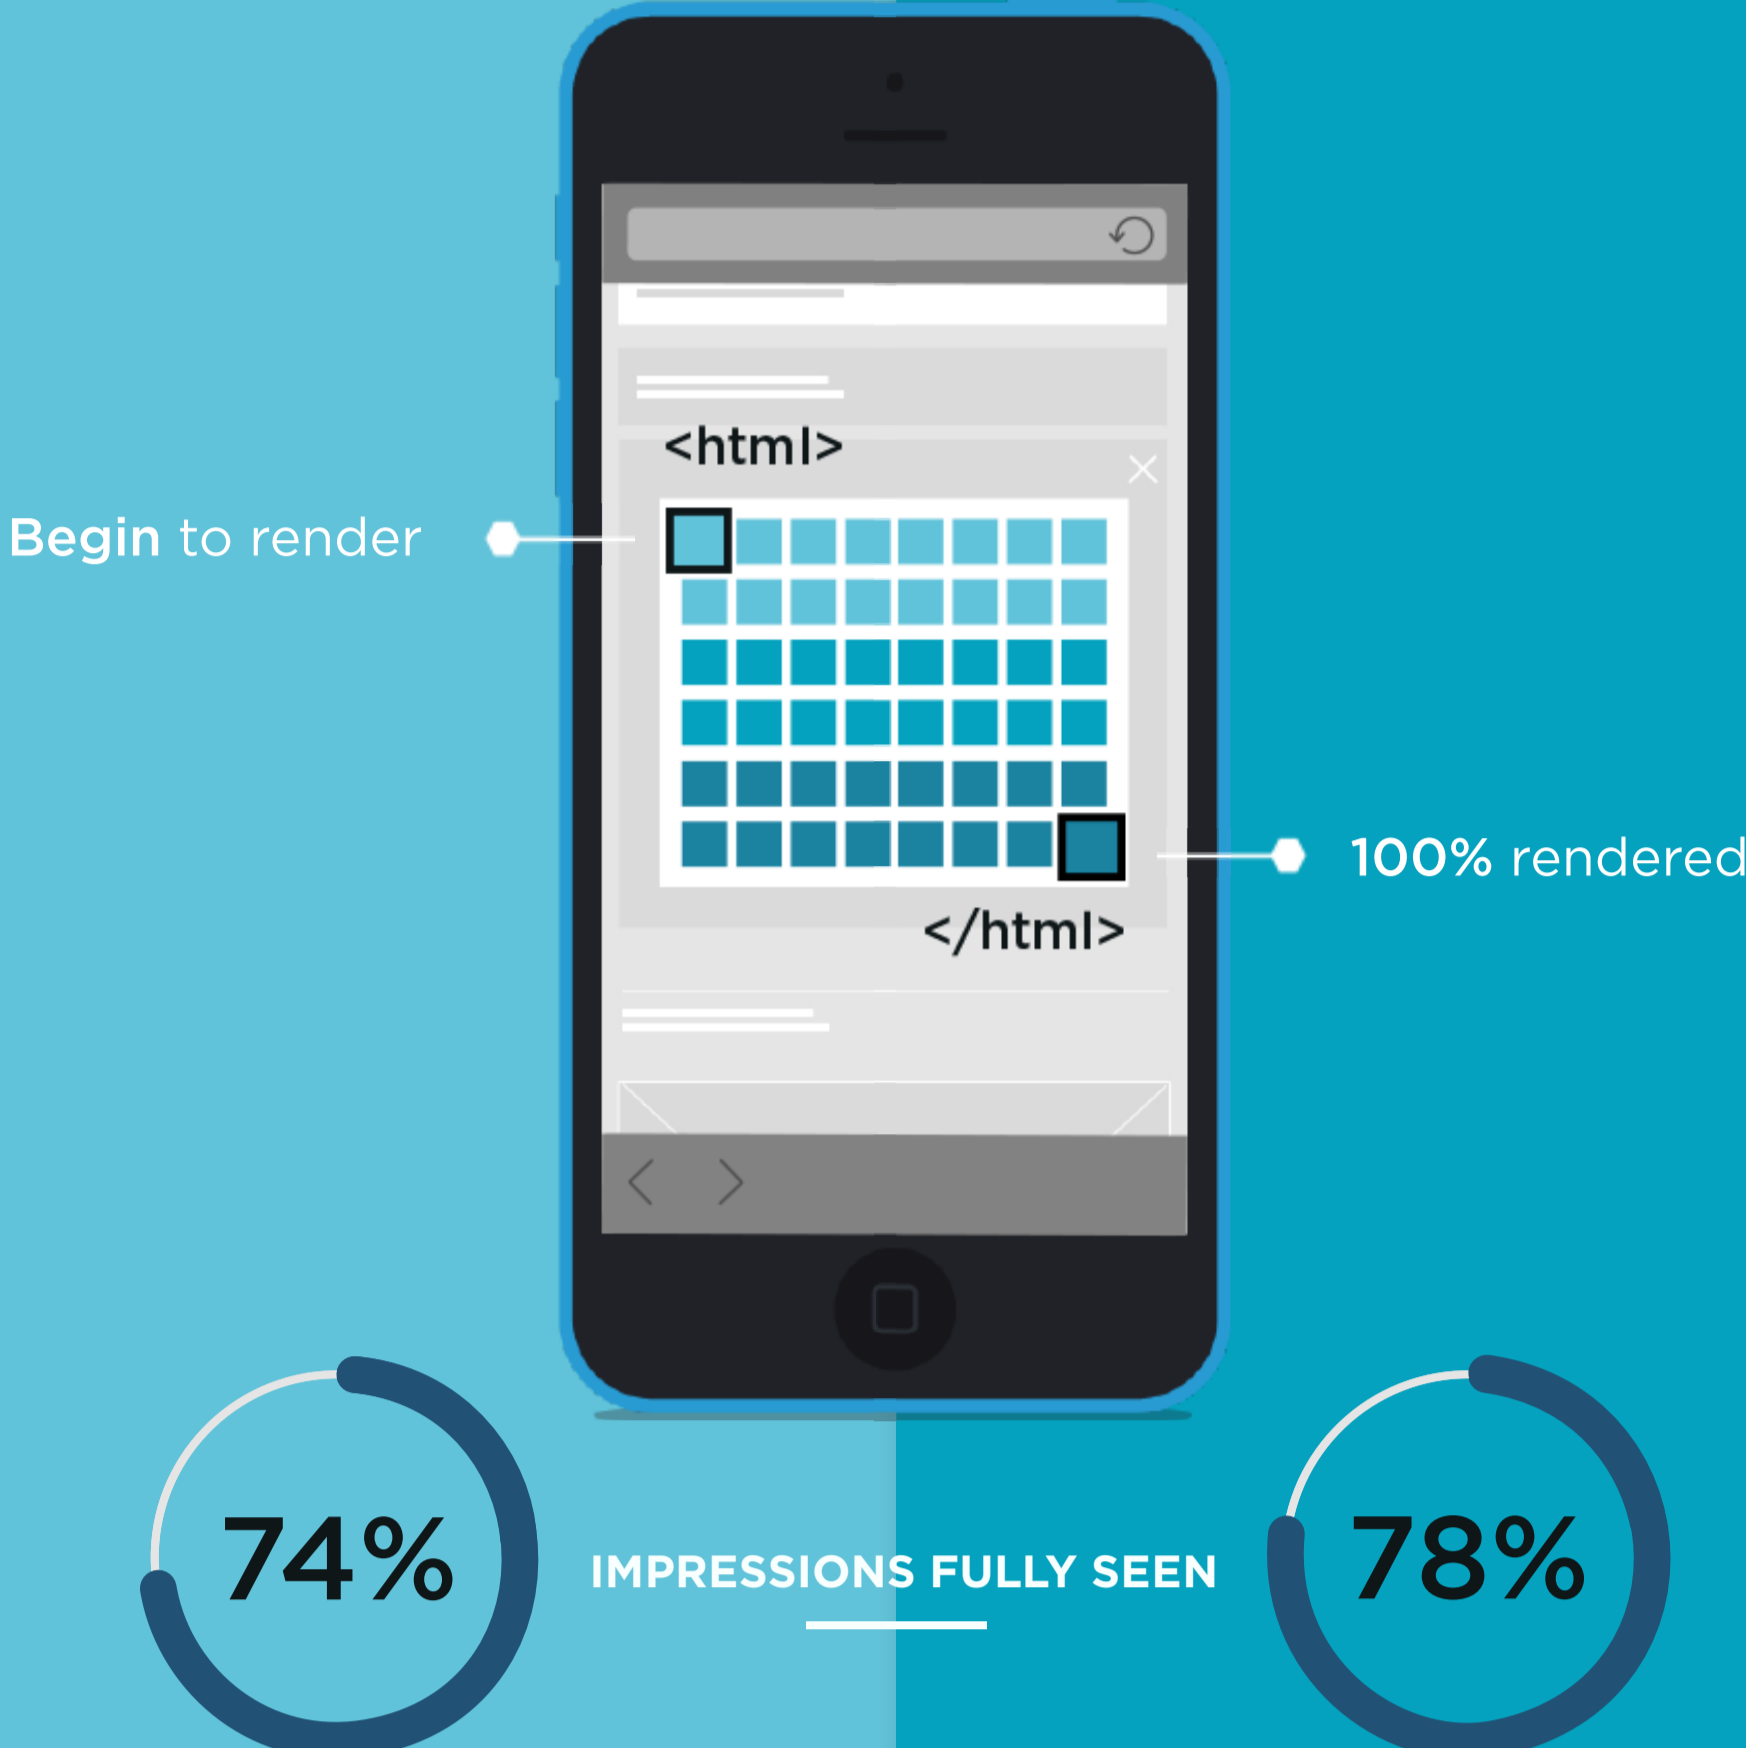 <html>
Begin to render
100% rendered
</html>
74%
IMPRESSIONS FULLY SEEN
78%